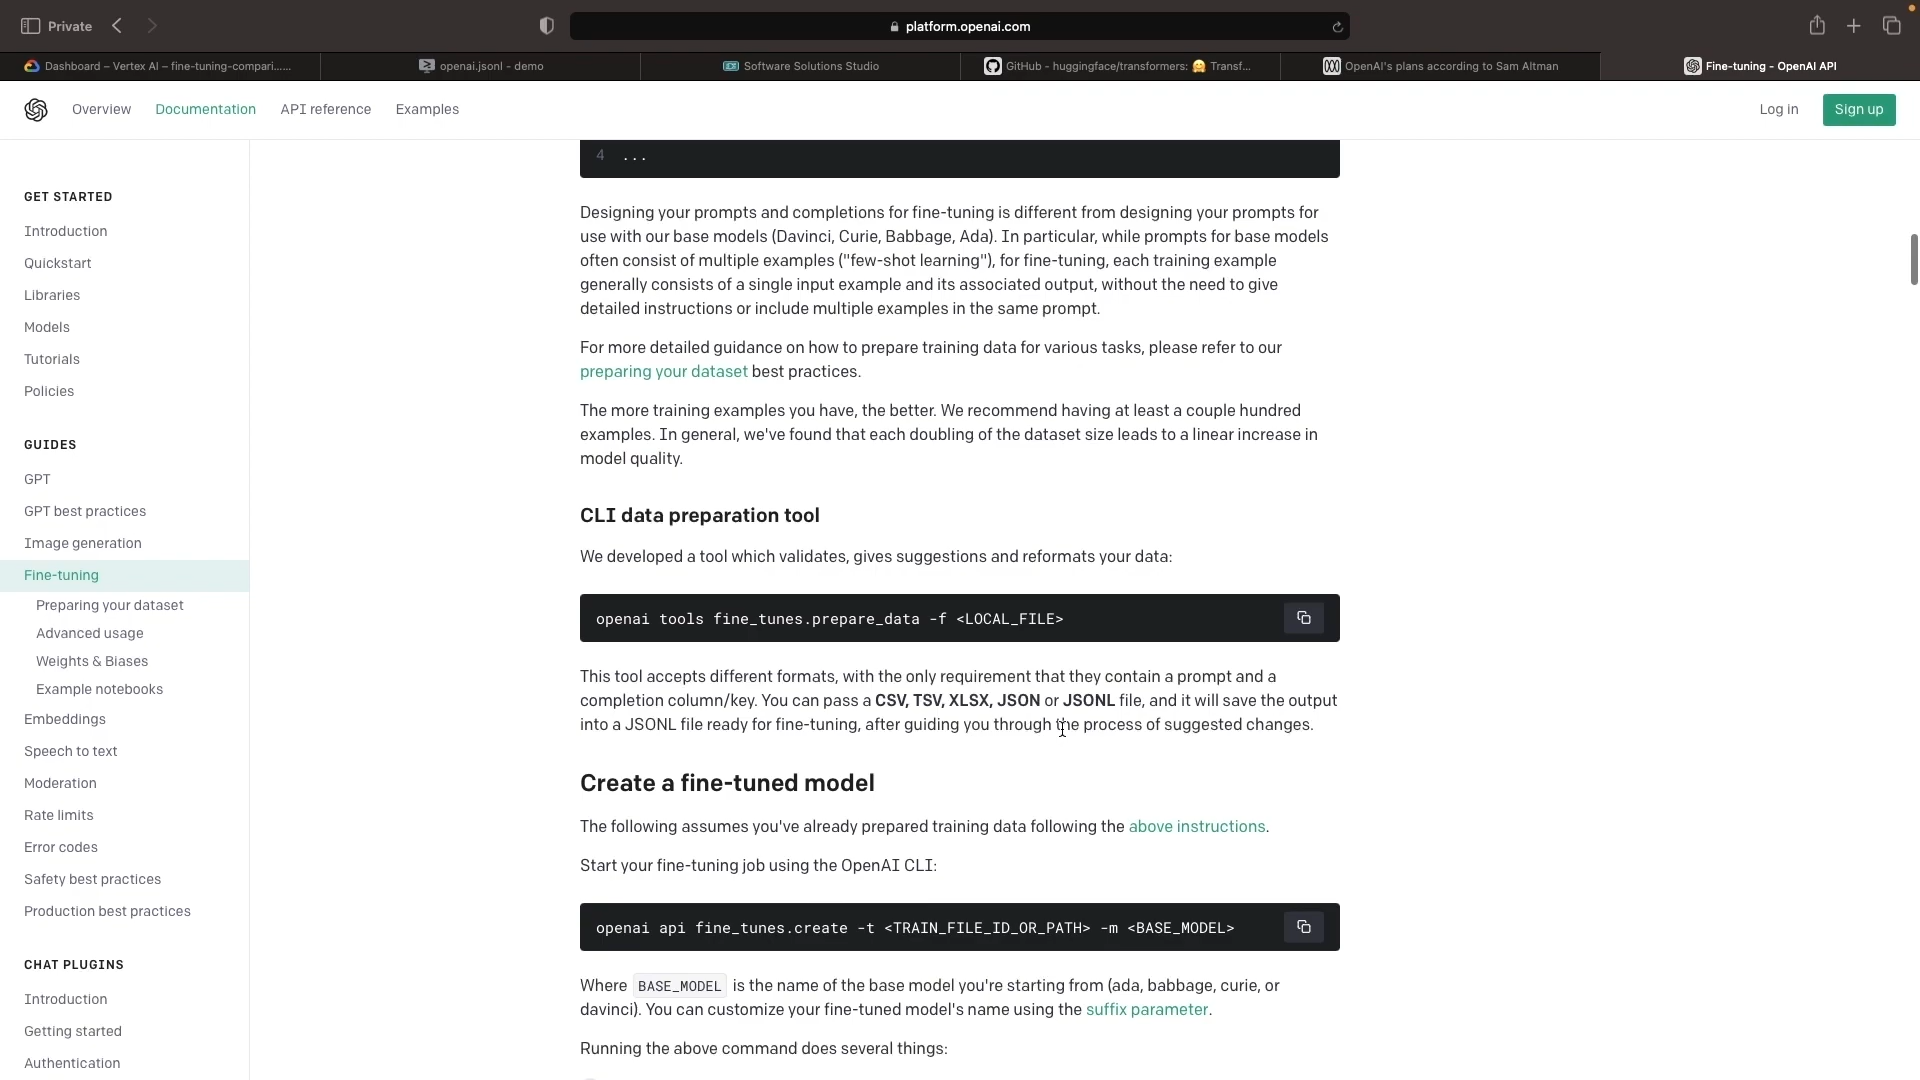 Private
platform.openai.com
Dashboard – Vertex AI – fine-tuning-compari......
openai.jsonl - demo
Software Solutions Studio
GitHub - huggingface/transformers: 🤗 Transf...
OpenAI's plans according to Sam Altman
Fine-tuning - OpenAI API
Overview
Documentation
API reference
Examples
Log in
Sign up
GET STARTED
Introduction
Quickstart
Libraries
Models
Tutorials
Policies
GUIDES
GPT
GPT best practices
Image generation
Fine-tuning
Preparing your dataset
Advanced usage
Weights & Biases
Example notebooks
Embeddings
Speech to text
Moderation
Rate limits
Error codes
Safety best practices
Production best practices
CHAT PLUGINS
Introduction
Getting started
Authentication
4 ...
Designing your prompts and completions for fine-tuning is different from designing your prompts for
use with our base models (Davinci, Curie, Babbage, Ada). In particular, while prompts for base models
often consist of multiple examples ("few-shot learning"), for fine-tuning, each training example
generally consists of a single input example and its associated output, without the need to give
detailed instructions or include multiple examples in the same prompt.
For more detailed guidance on how to prepare training data for various tasks, please refer to our
preparing your dataset best practices.
The more training examples you have, the better. We recommend having at least a couple hundred
examples. In general, we've found that each doubling of the dataset size leads to a linear increase in
model quality.
CLI data preparation tool
We developed a tool which validates, gives suggestions and reformats your data:
openai tools fine_tunes.prepare_data -f <LOCAL_FILE>
This tool accepts different formats, with the only requirement that they contain a prompt and a
completion column/key. You can pass a CSV, TSV, XLSX, JSON or JSONL file, and it will save the output
into a JSONL file ready for fine-tuning, after guiding you through the process of suggested changes.
Create a fine-tuned model
The following assumes you've already prepared training data following the above instructions.
Start your fine-tuning job using the OpenAI CLI:
openai api fine_tunes.create -t <TRAIN_FILE_ID_OR_PATH> -m <BASE_MODEL>
Where BASE_MODEL is the name of the base model you're starting from (ada, babbage, curie, or
davinci). You can customize your fine-tuned model's name using the suffix parameter.
Running the above command does several things: